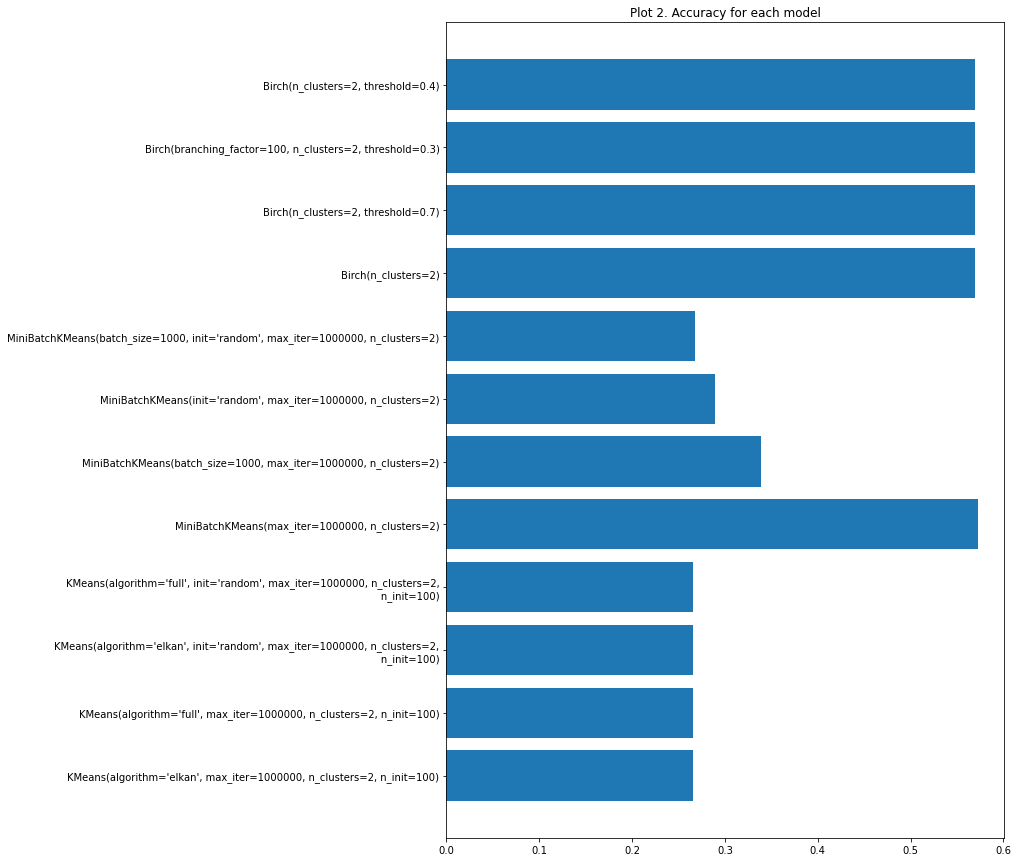 Plot 2. Accuracy for each model
Birch(n_clusters=2, threshold=0.4)
Birch(branching_factor=100, n_clusters=2, threshold=0.3)
Birch(n_clusters=2, threshold=0.7)
Birch(n_clusters=2)
MiniBatchKMeans(batch_size=1000, init='random', max_iter=1000000, n_clusters=2)
MiniBatchKMeans(init='random', max_iter=1000000, n_clusters=2)
MiniBatchKMeans(batch_size=1000, max_iter=1000000, n_clusters=2)
MiniBatchKMeans(max_iter=1000000, n_clusters=2)
KMeans(algorithm='full', init='random', max_iter=1000000, n_clusters=2,
n_init=100)
KMeans(algorithm='elkan', init='random', max_iter=1000000, n_clusters=2,
n_init=100)
KMeans(algorithm='full', max_iter=1000000, n_clusters=2, n_init=100)
KMeans(algorithm='elkan', max_iter=1000000, n_clusters=2, n_init=100)
0.0 0.1 0.2 0.3 0.4 0.5 0.6